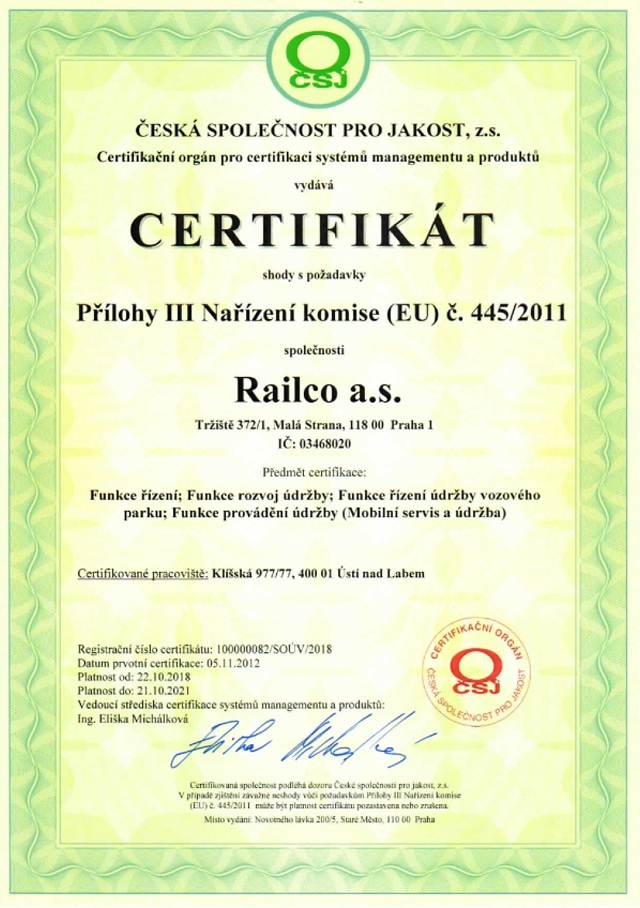 ČSJ
ČESKÁ SPOLEČNOST PRO JAKOST, z.s.
Certifikační orgán pro certifikaci systémů managementu a produktů
vydává
CERTIFIKÁT
shody s požadavky
Přílohy III Nařízení komise (EU) č. 445/2011
společnosti
Railco a.s.
Tržiště 372/1, Malá Strana, 118 00 Praha 1
IČ: 03468020
Předmět certifikace:
Funkce řízení; Funkce rozvoj údržby; Funkce řízení údržby vozového
parku; Funkce provádění údržby (Mobilní servis a údržba)
Certifikované pracoviště: Klíšská 977/77, 400 01 Ústí nad Labem
Registrační číslo certifikátu: 100000082/SOÚV/2018
Datum prvotní certifikace: 05.11.2012
Platnost od: 22.10.2018
Platnost do: 21.10.2021
Vedoucí střediska certifikace systémů managementu a produktů:
Ing. Eliška Michálková
CERTIFIKAČNÍ ORGÁN
ČSJ
ČESKÁ SPOLEČNOST PRO JAKOST
Certifikovaná společnost podléhá dozoru České společnosti pro jakost, z.s.
V případě zjištění závažné neshody vůči požadavkům Přílohy III Nařízení komise
(EU) č. 445/2011 může být platnost certifikátu pozastavena nebo zrušena.
Místo vydání: Novotného lávka 200/5, Staré Město, 110 00 Praha